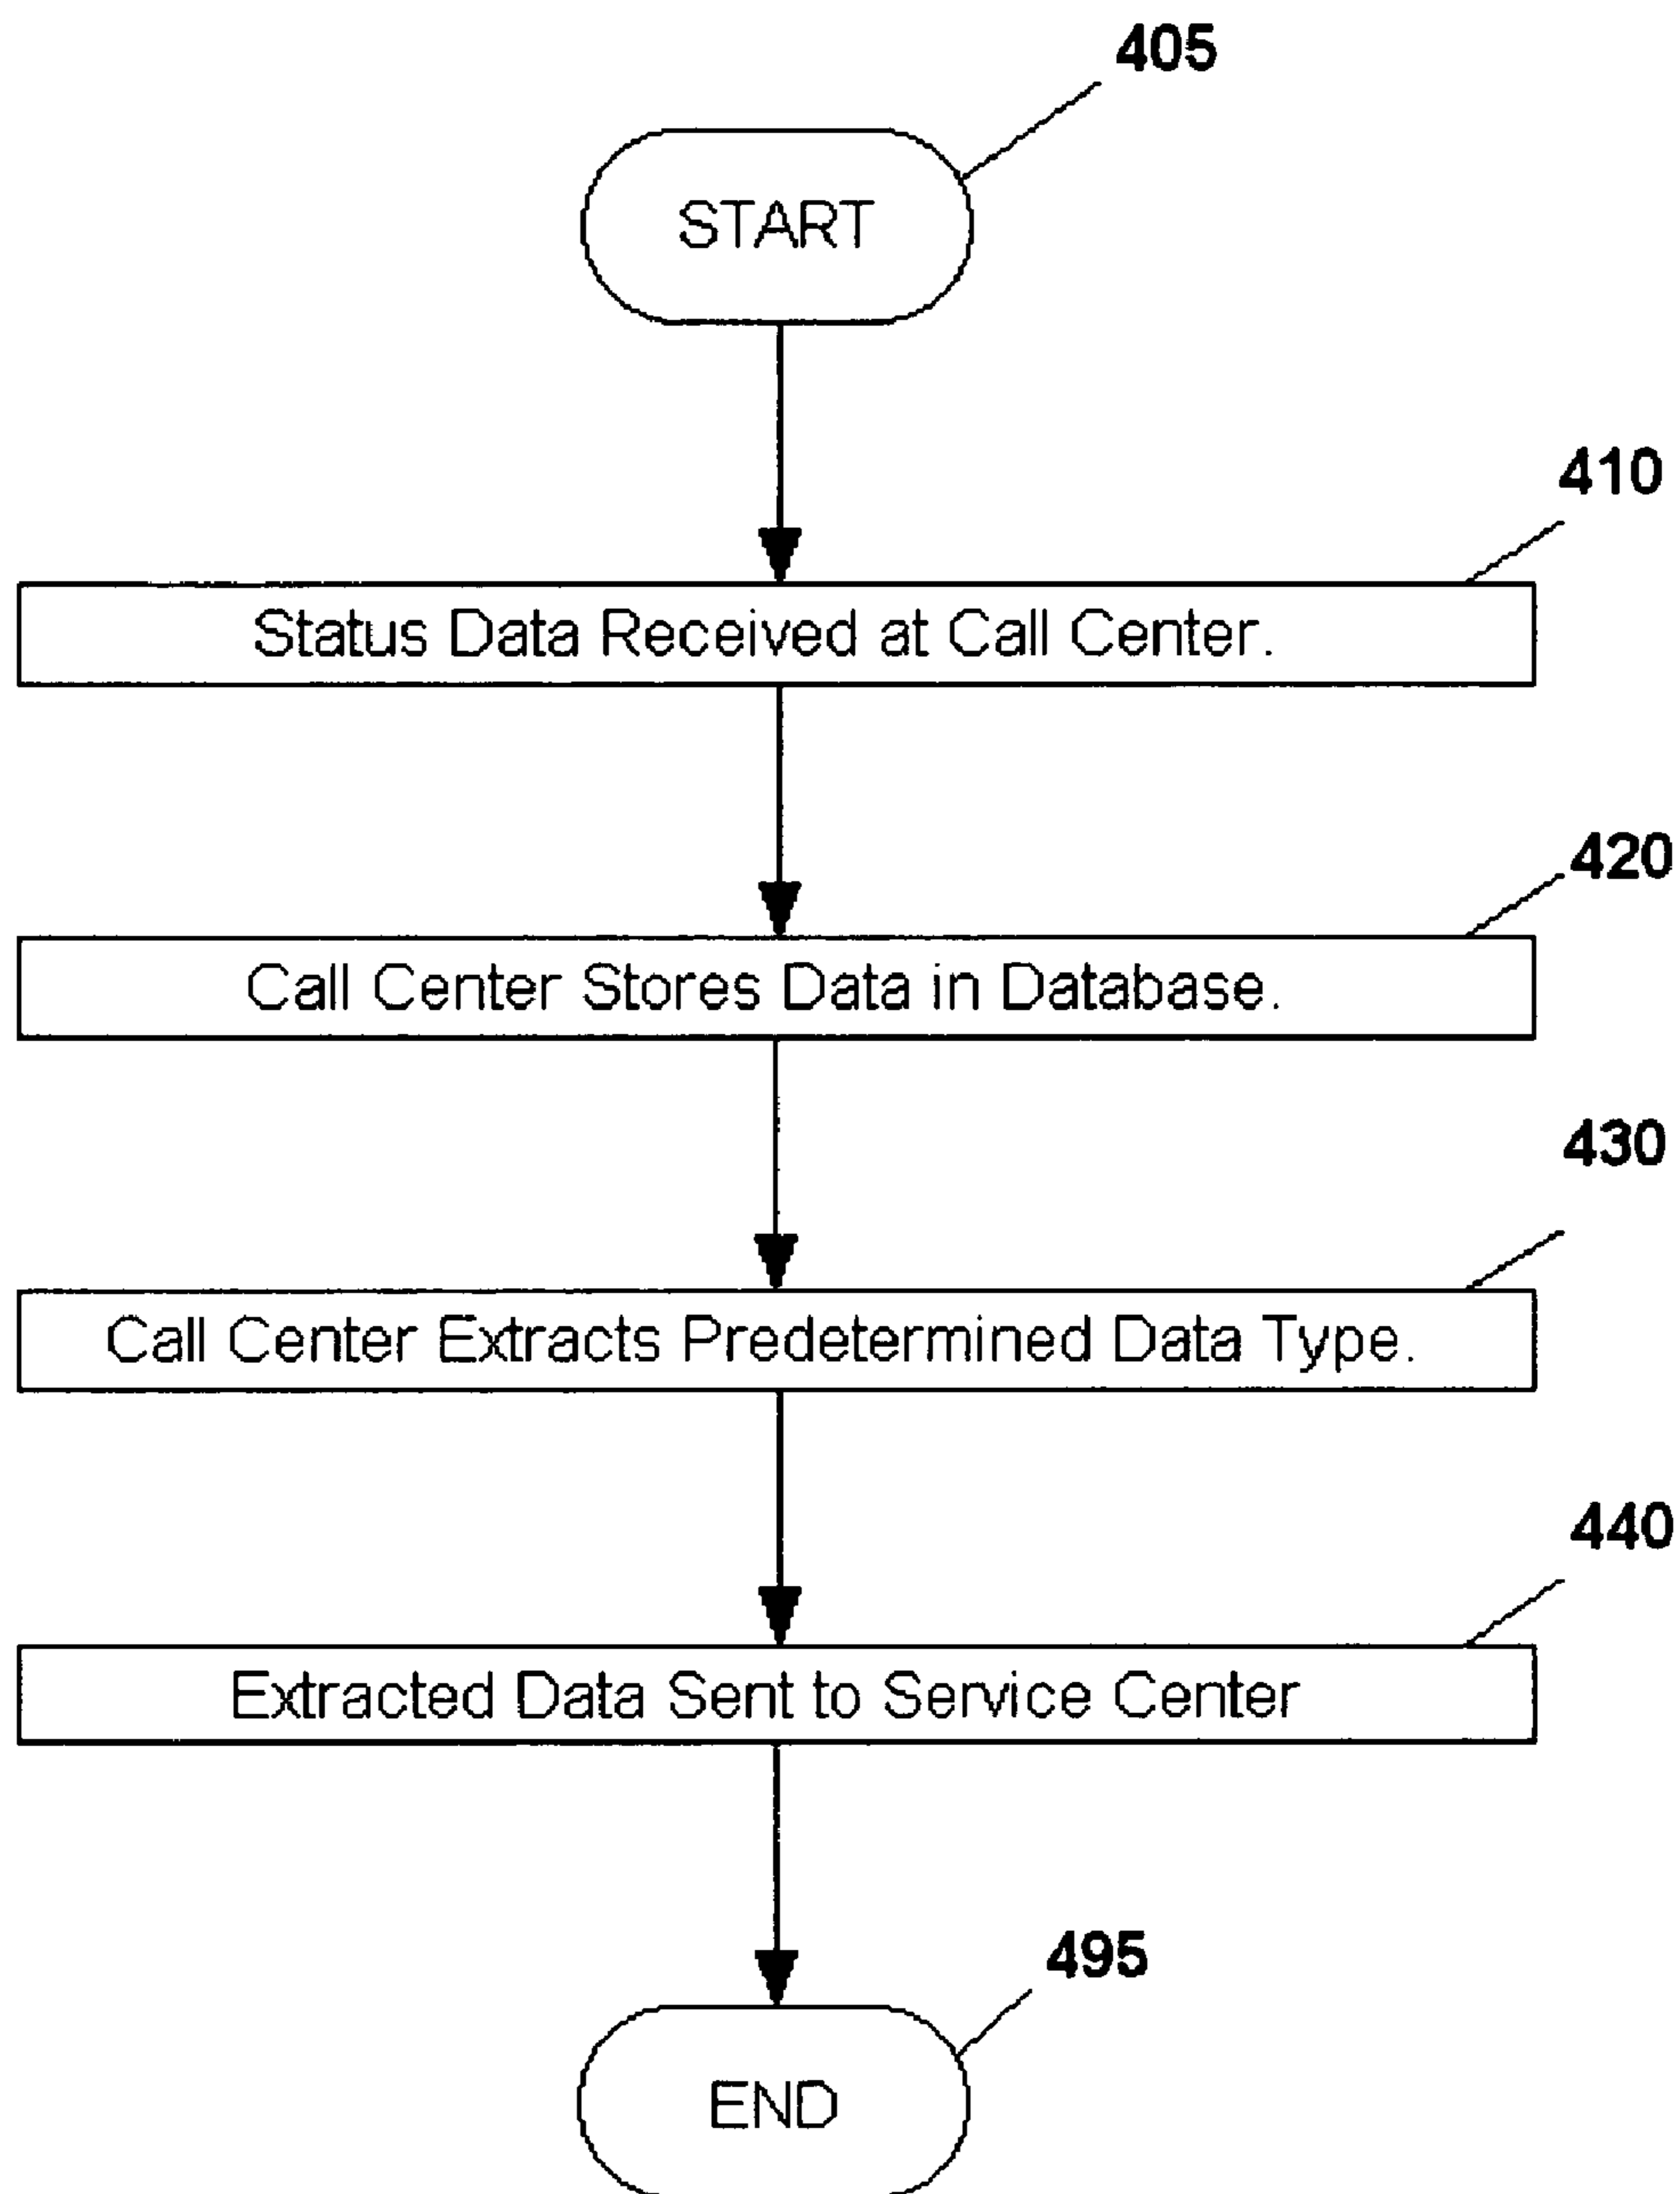 405
START
410
Status Data Received at Call Center.
420
Call Center Stores Data in Database.
430
Call Center Extracts Predetermined Data Type.
440
Extracted Data Sent to Service Center
495
END